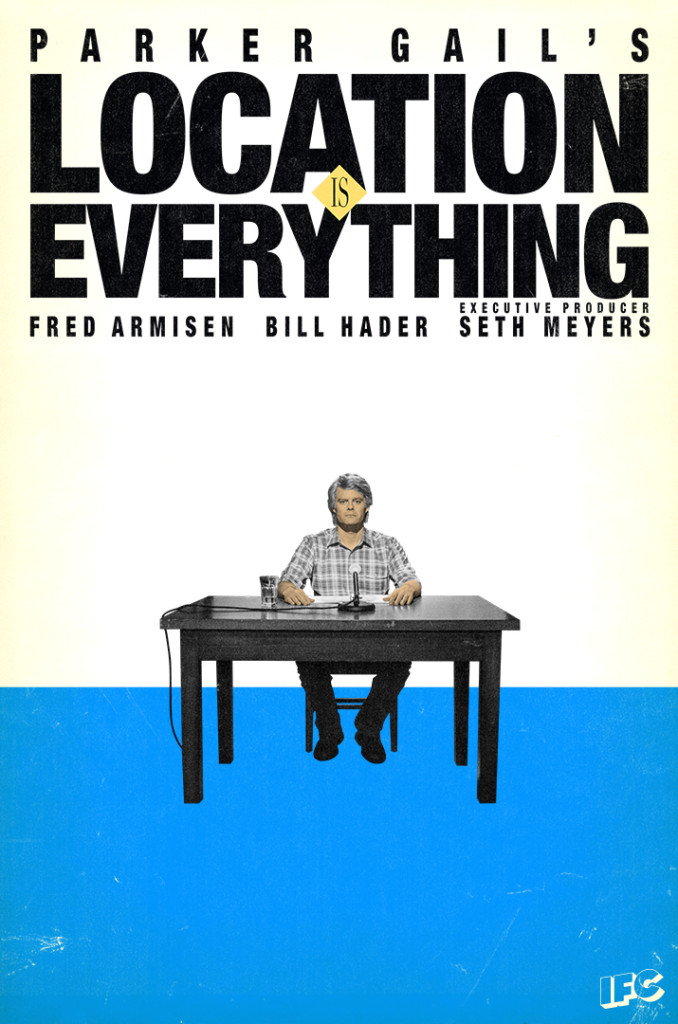 PARKER GAIL'S
LOCATION
IS
EVERYTHING
EXECUTIVE PRODUCER
FRED ARMISEN BILL HADER SETH MEYERS
IFC